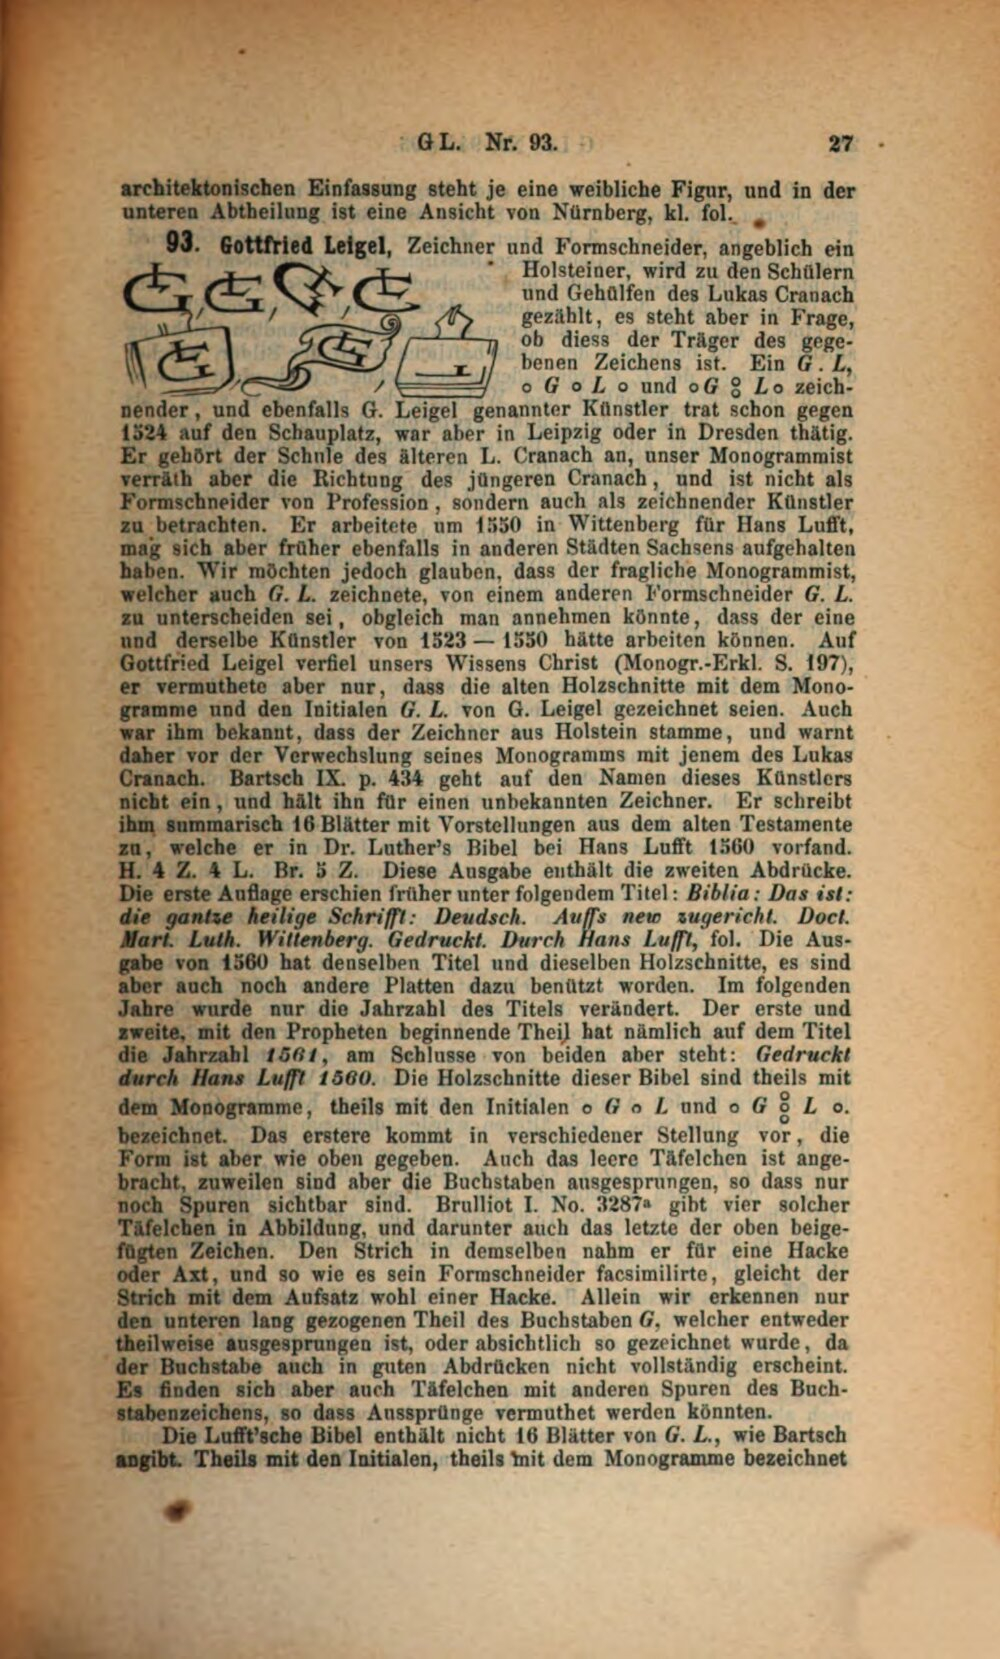 GL. Nr. 93. 27
architektonischen Einfassung steht je eine weibliche Figur, und in der
unteren Abtheilung ist eine Ansicht von Nürnberg, kl. fol.
93. Gottfried Leigel, Zeichner und Formschneider, angeblich ein
Holsteiner, wird zu den Schülern
und Gehülfen des Lukas Cranach
gezählt, es steht aber in Frage,
ob diess der Träger des gege-
benen Zeichens ist. Ein G. L,
o G o L o und o G 8 L o zeich-
nender, und ebenfalls G. Leigel genannter Künstler trat schon gegen
1524 auf den Schauplatz, war aber in Leipzig oder in Dresden thätig.
Er gehört der Schule des älteren L. Cranach an, unser Monogrammist
verräth aber die Richtung des jüngeren Cranach, und ist nicht als
Formschneider von Profession, sondern auch als zeichnender Künstler
zu betrachten. Er arbeitete um 1550 in Wittenberg für Hans Lufft,
mag sich aber früher ebenfalls in anderen Städten Sachsens aufgehalten
haben. Wir möchten jedoch glauben, dass der fragliche Monogrammist,
welcher auch G. L. zeichnete, von einem anderen Formschneider G. L.
zu unterscheiden sei, obgleich man annehmen könnte, dass der eine
und derselbe Künstler von 1523 — 1550 hätte arbeiten können. Auf
Gottfried Leigel verfiel unsers Wissens Christ (Monogr.-Erkl. S. 197),
er vermuthete aber nur, dass die alten Holzschnitte mit dem Mono-
gramme und den Initialen G. L. von G. Leigel gezeichnet seien. Auch
war ihm bekannt, dass der Zeichner aus Holstein stamme, und warnt
daher vor der Verwechslung seines Monogramms mit jenem des Lukas
Cranach. Bartsch IX. p. 434 geht auf den Namen dieses Künstlers
nicht ein, und hält ihn für einen unbekannten Zeichner. Er schreibt
ihm summarisch 16 Blätter mit Vorstellungen aus dem alten Testamente
zu, welche er in Dr. Luther's Bibel bei Hans Lufft 1560 vorfand.
H. 4 Z. 4 L. Br. 5 Z. Diese Ausgabe enthält die zweiten Abdrücke.
Die erste Auflage erschien früher unter folgendem Titel: Biblia: Das ist:
die gantze heilige Schrifft: Deudsch. Auffs new zugericht. Doct.
Mart. Luth. Wittenberg. Gedruckt. Durch Hans Lufft, fol. Die Aus-
gabe von 1560 hat denselben Titel und dieselben Holzschnitte, es sind
aber auch noch andere Platten dazu benützt worden. Im folgenden
Jahre wurde nur die Jahrzahl des Titels verändert. Der erste und
zweite, mit den Propheten beginnende Theil hat nämlich auf dem Titel
die Jahrzahl 1561, am Schlusse von beiden aber steht: Gedruckt
durch Hans Lufft 1560. Die Holzschnitte dieser Bibel sind theils mit
dem Monogramme, theils mit den Initialen o G o L und o G 8 L o.
bezeichnet. Das erstere kommt in verschiedener Stellung vor, die
Form ist aber wie oben gegeben. Auch das leere Täfelchen ist ange-
bracht, zuweilen sind aber die Buchstaben ausgesprungen, so dass nur
noch Spuren sichtbar sind. Brulliot I. No. 3287ª gibt vier solcher
Täfelchen in Abbildung, und darunter auch das letzte der oben beige-
fügten Zeichen. Den Strich in demselben nahm er für eine Hacke
oder Axt, und so wie es sein Formschneider facsimilirte, gleicht der
Strich mit dem Aufsatz wohl einer Hacke. Allein wir erkennen nur
den unteren lang gezogenen Theil des Buchstaben G, welcher entweder
theilweise ausgesprungen ist, oder absichtlich so gezeichnet wurde, da
der Buchstabe auch in guten Abdrücken nicht vollständig erscheint.
Es finden sich aber auch Täfelchen mit anderen Spuren des Buch-
stabenzeichens, so dass Aussprünge vermuthet werden könnten.
Die Lufft'sche Bibel enthält nicht 16 Blätter von G. L., wie Bartsch
angibt. Theils mit den Initialen, theils mit dem Monogramme bezeichnet